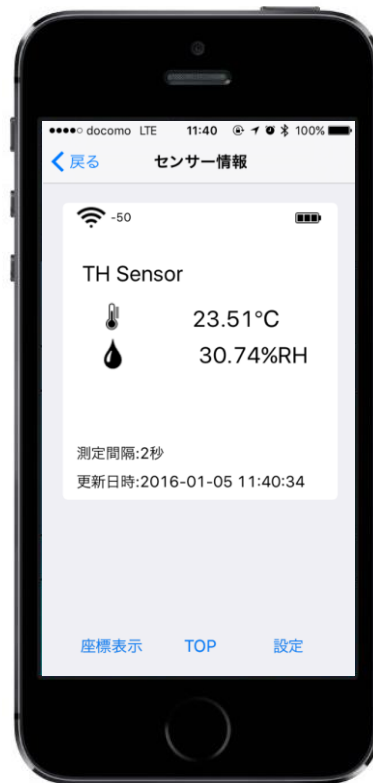 docomo LTE 11:40 100%
戻る センサー情報
-50
TH Sensor
23.51°C
30.74%RH
測定間隔:2秒
更新日時:2016-01-05 11:40:34
座標表示 TOP 設定